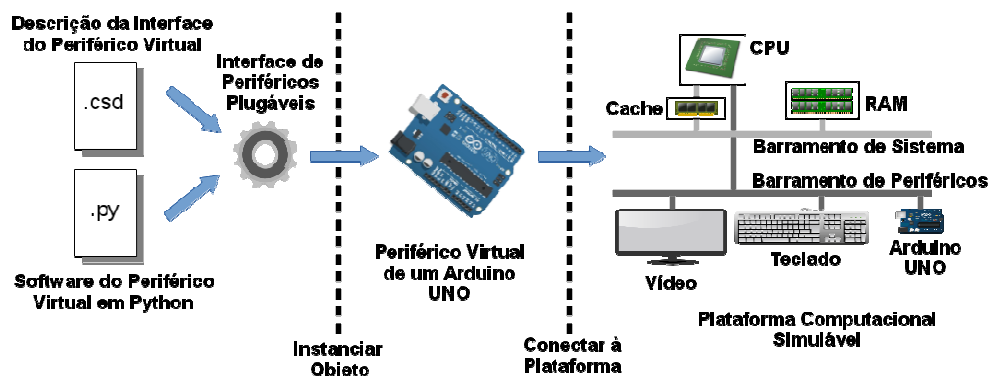 Descrição da Interface
do Periférico Virtual
.csd
.py
Software do Periférico
Virtual em Python
Interface de
Periféricos
Plugáveis
Instanciar
Objeto
Periférico Virtual
de um Arduino
UNO
Conectar à
Plataforma
CPU
Cache
RAM
Barramento de Sistema
Barramento de Periféricos
Vídeo
Teclado
Arduino
UNO
Plataforma Computacional
Simulável